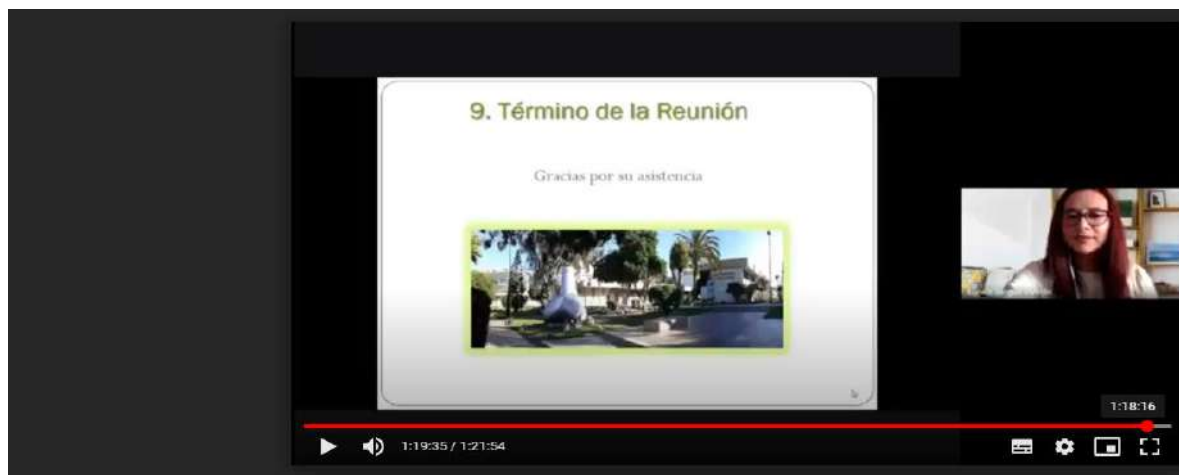 9. Término de la Reunión
Gracias por su asistencia
1:18:16
1:19:35 / 1:21:54